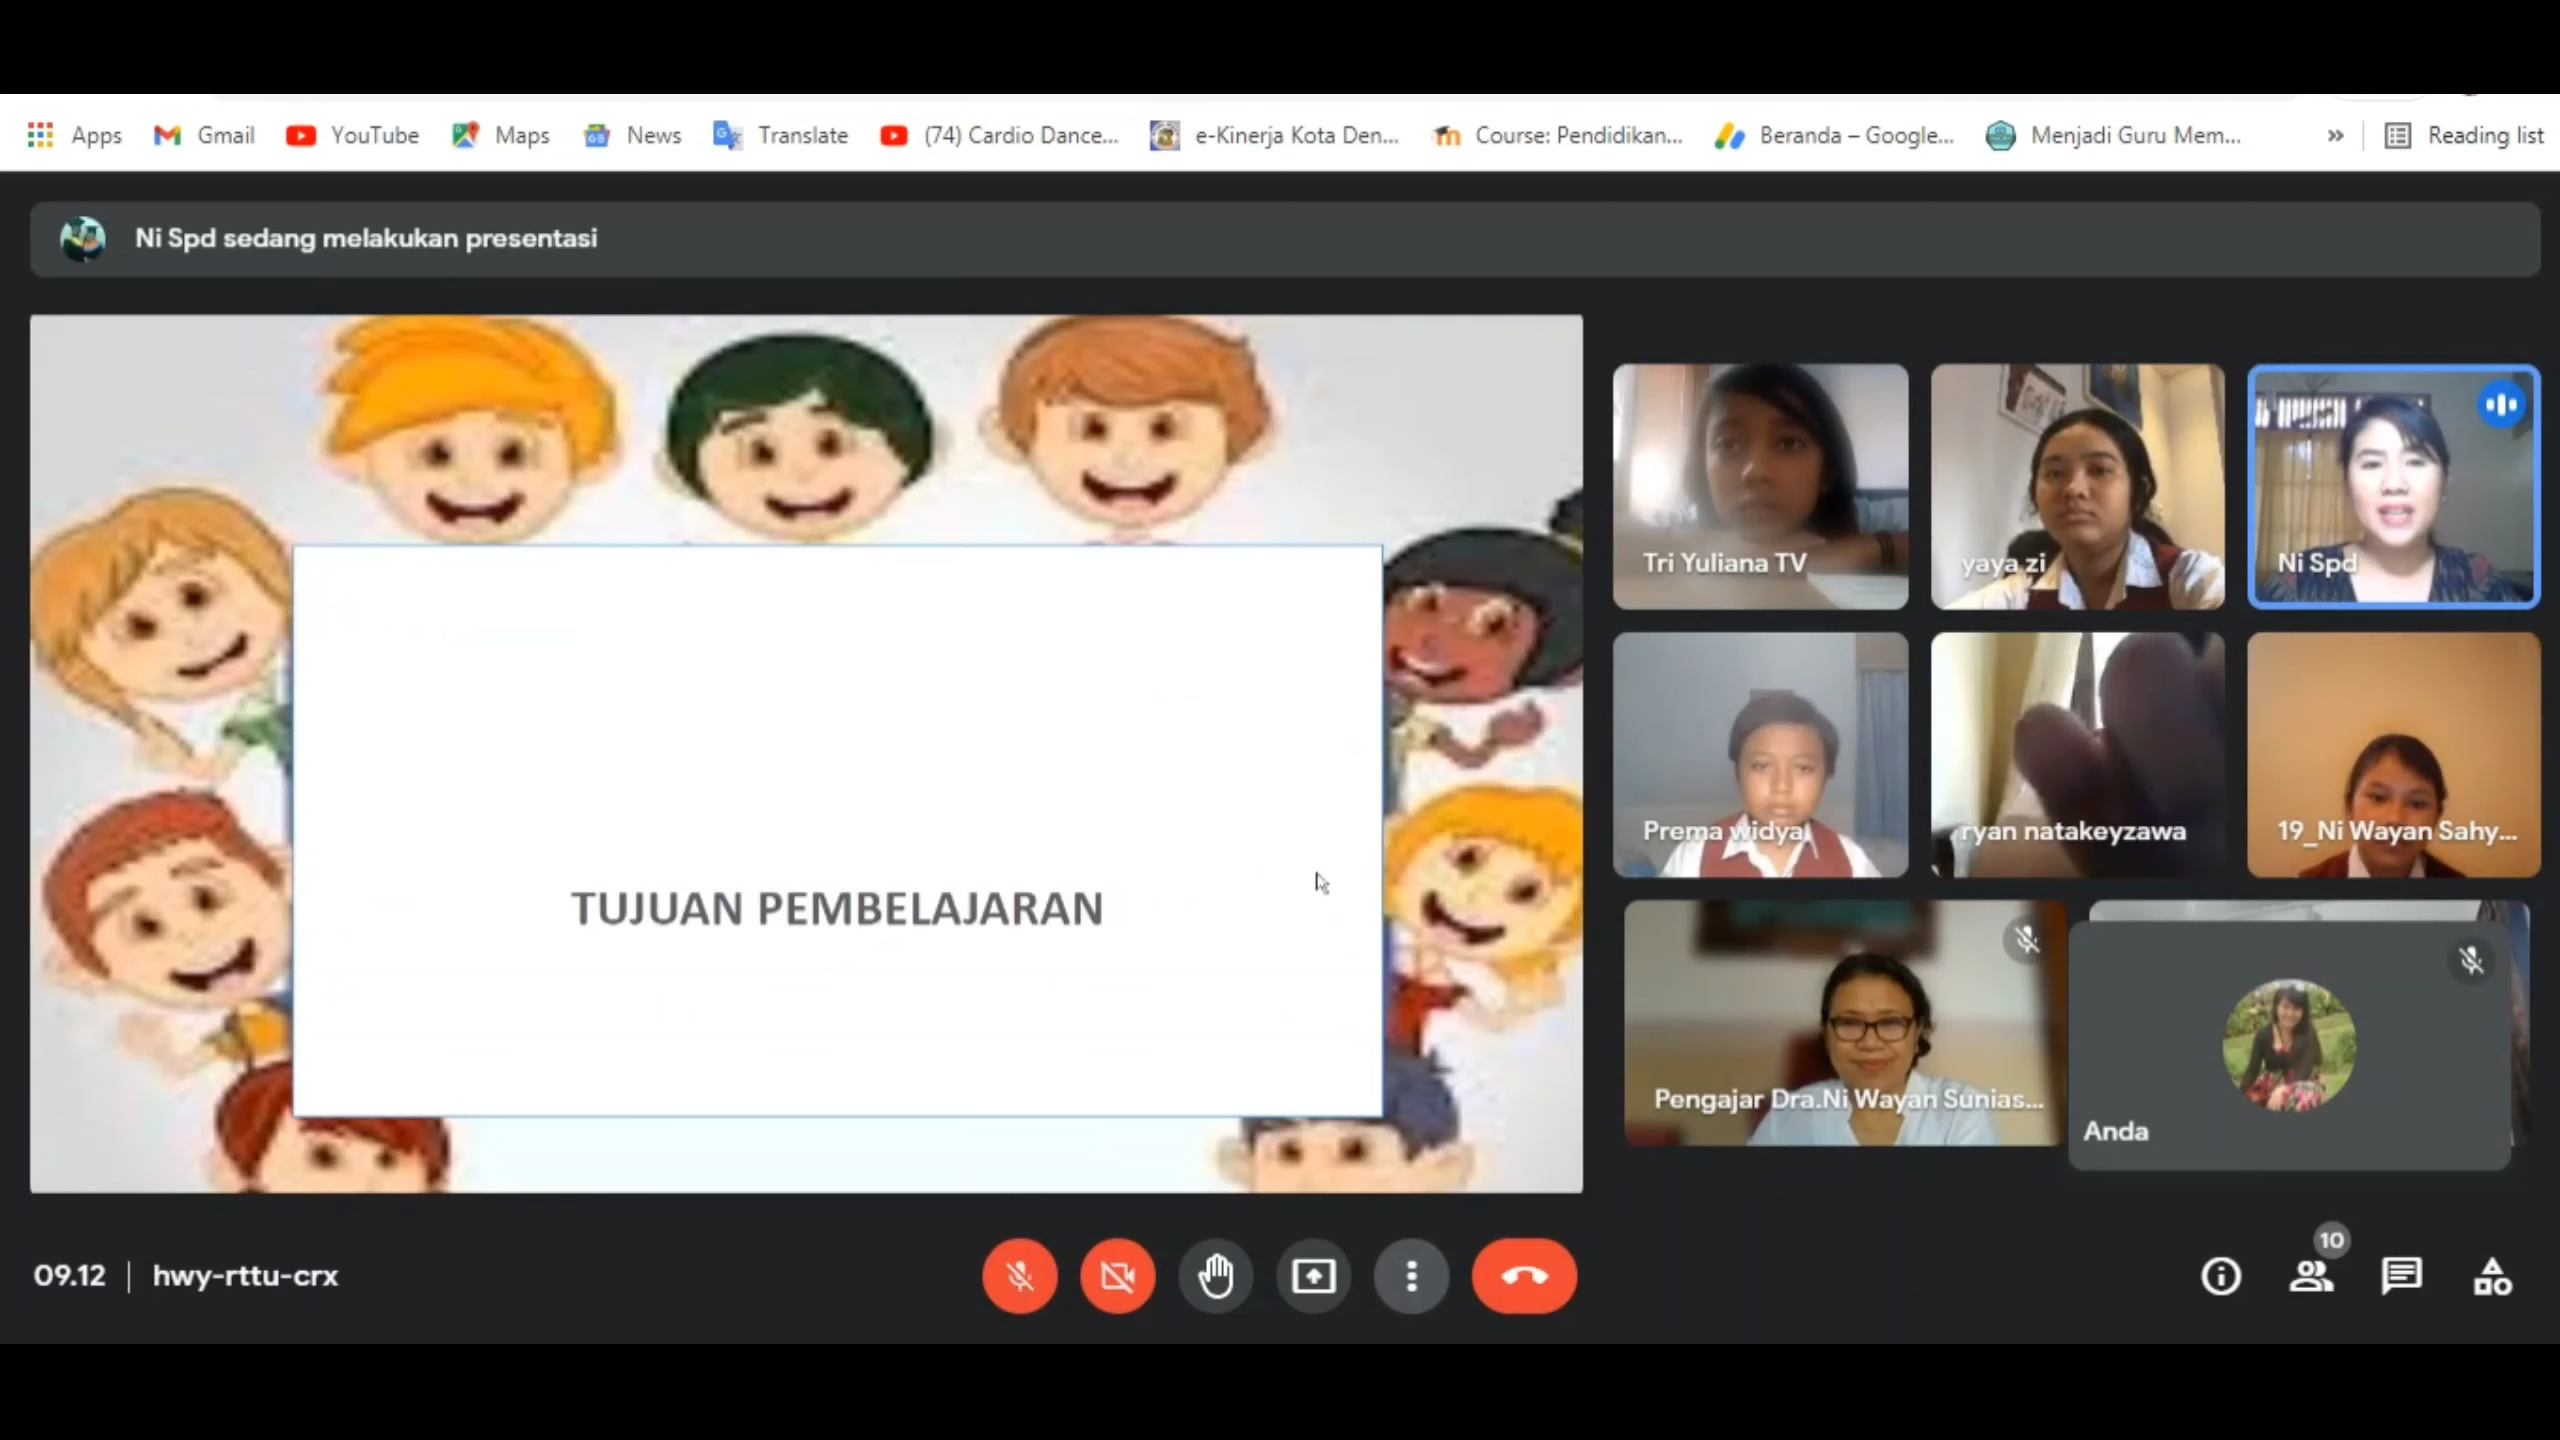 Apps Gmail YouTube Maps News Translate (74) Cardio Dance... e-Kinerja Kota Den... Course: Pendidikan... Beranda – Google... Menjadi Guru Mem... » Reading list
Ni Spd sedang melakukan presentasi
TUJUAN PEMBELAJARAN
Tri Yuliana TV
yaya zi
Ni Spd
Prema widya
ryan natakeyzawa
19_Ni Wayan Sahy...
Pengajar Dra.Ni Wayan Sunias...
Anda
09.12 | hwy-rttu-crx
10